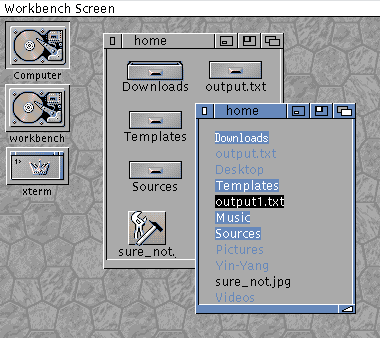 Workbench Screen
Computer
workbench
1>
xterm
home
Downloads
output.txt
Templates
Sources
sure_not.
home
Downloads
output.txt
Desktop
Templates
output1.txt
Music
Sources
Pictures
Yin-Yang
sure_not.jpg
Videos